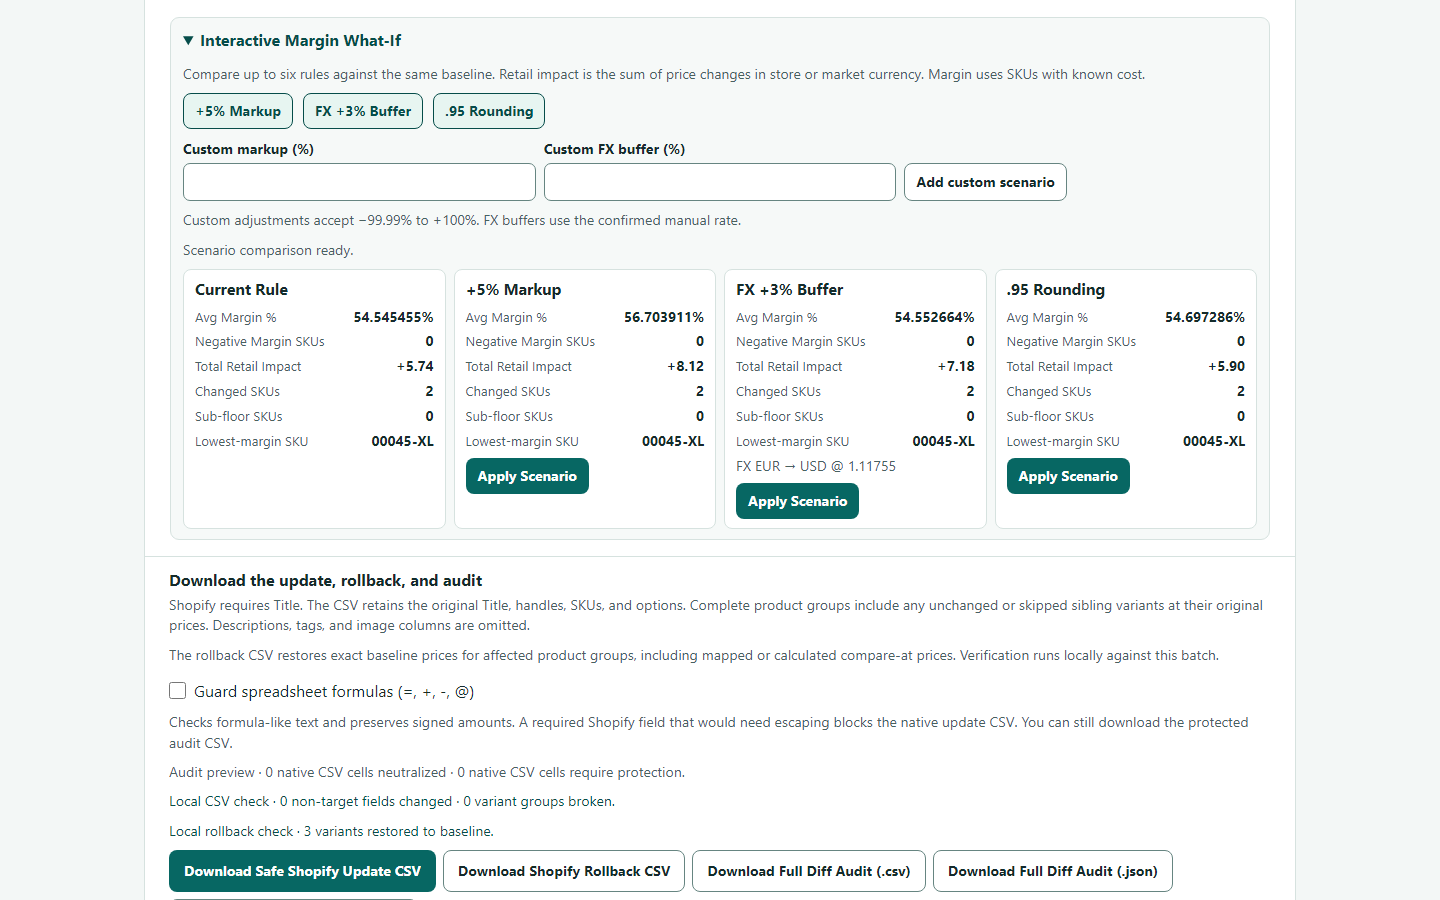 ▼ Interactive Margin What-If
Compare up to six rules against the same baseline. Retail impact is the sum of price changes in store or market currency. Margin uses SKUs with known cost.
+5% Markup FX +3% Buffer .95 Rounding
Custom markup (%) Custom FX buffer (%)
Add custom scenario
Custom adjustments accept −99.99% to +100%. FX buffers use the confirmed manual rate.
Scenario comparison ready.
Current Rule
Avg Margin % 54.545455%
Negative Margin SKUs 0
Total Retail Impact +5.74
Changed SKUs 2
Sub-floor SKUs 0
Lowest-margin SKU 00045-XL
+5% Markup
Avg Margin % 56.703911%
Negative Margin SKUs 0
Total Retail Impact +8.12
Changed SKUs 2
Sub-floor SKUs 0
Lowest-margin SKU 00045-XL
Apply Scenario
FX +3% Buffer
Avg Margin % 54.552664%
Negative Margin SKUs 0
Total Retail Impact +7.18
Changed SKUs 2
Sub-floor SKUs 0
Lowest-margin SKU 00045-XL
FX EUR → USD @ 1.11755
Apply Scenario
.95 Rounding
Avg Margin % 54.697286%
Negative Margin SKUs 0
Total Retail Impact +5.90
Changed SKUs 2
Sub-floor SKUs 0
Lowest-margin SKU 00045-XL
Apply Scenario
Download the update, rollback, and audit
Shopify requires Title. The CSV retains the original Title, handles, SKUs, and options. Complete product groups include any unchanged or skipped sibling variants at their original
prices. Descriptions, tags, and image columns are omitted.
The rollback CSV restores exact baseline prices for affected product groups, including mapped or calculated compare-at prices. Verification runs locally against this batch.
Guard spreadsheet formulas (=, +, -, @)
Checks formula-like text and preserves signed amounts. A required Shopify field that would need escaping blocks the native update CSV. You can still download the protected
audit CSV.
Audit preview · 0 native CSV cells neutralized · 0 native CSV cells require protection.
Local CSV check · 0 non-target fields changed · 0 variant groups broken.
Local rollback check · 3 variants restored to baseline.
Download Safe Shopify Update CSV Download Shopify Rollback CSV Download Full Diff Audit (.csv) Download Full Diff Audit (.json)